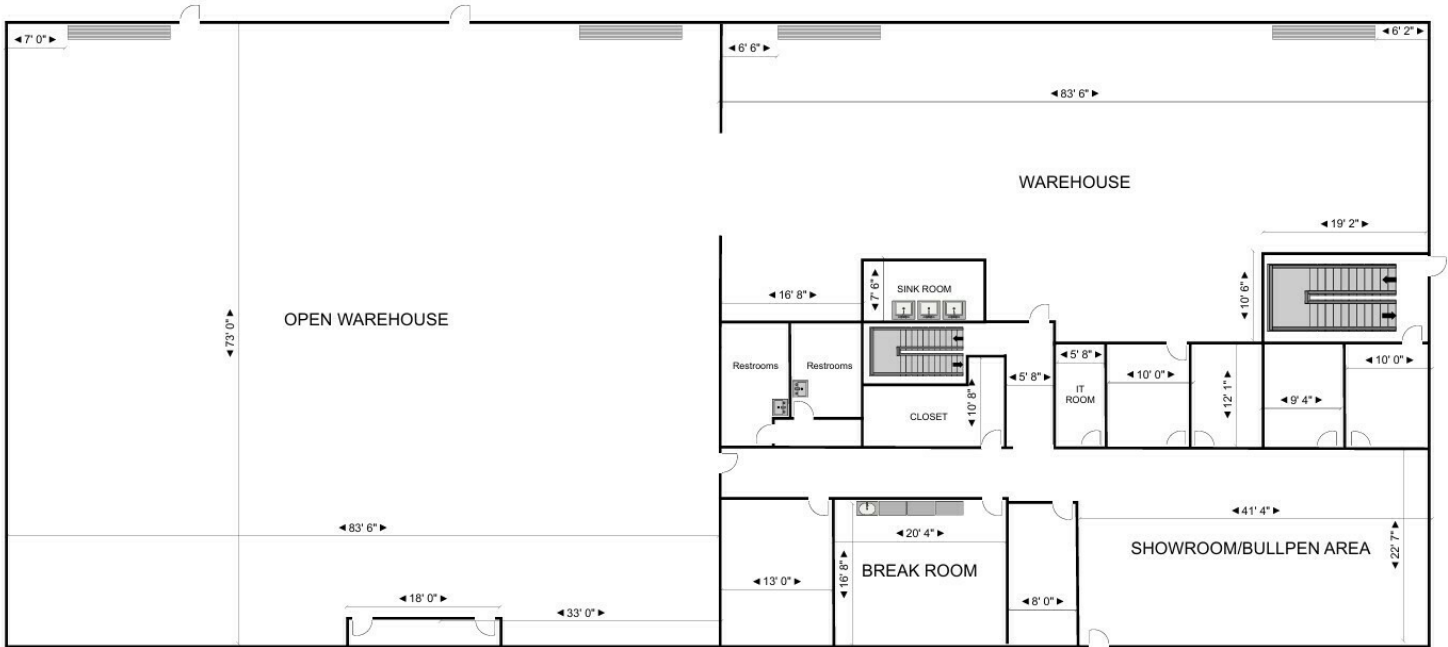 7' 0"
6' 6"
6' 2"
83' 6"
WAREHOUSE
19' 2"
SINK ROOM
7' 6"
16' 8"
10' 6"
OPEN WAREHOUSE
73' 0"
Restrooms
Restrooms
5' 8"
10' 8"
CLOSET
5' 8"
IT
ROOM
10' 0"
12' 1"
9' 4"
10' 0"
83' 6"
20' 4"
41' 4"
16' 8"
BREAK ROOM
SHOWROOM/BULLPEN AREA
22' 7"
13' 0"
8' 0"
18' 0"
33' 0"